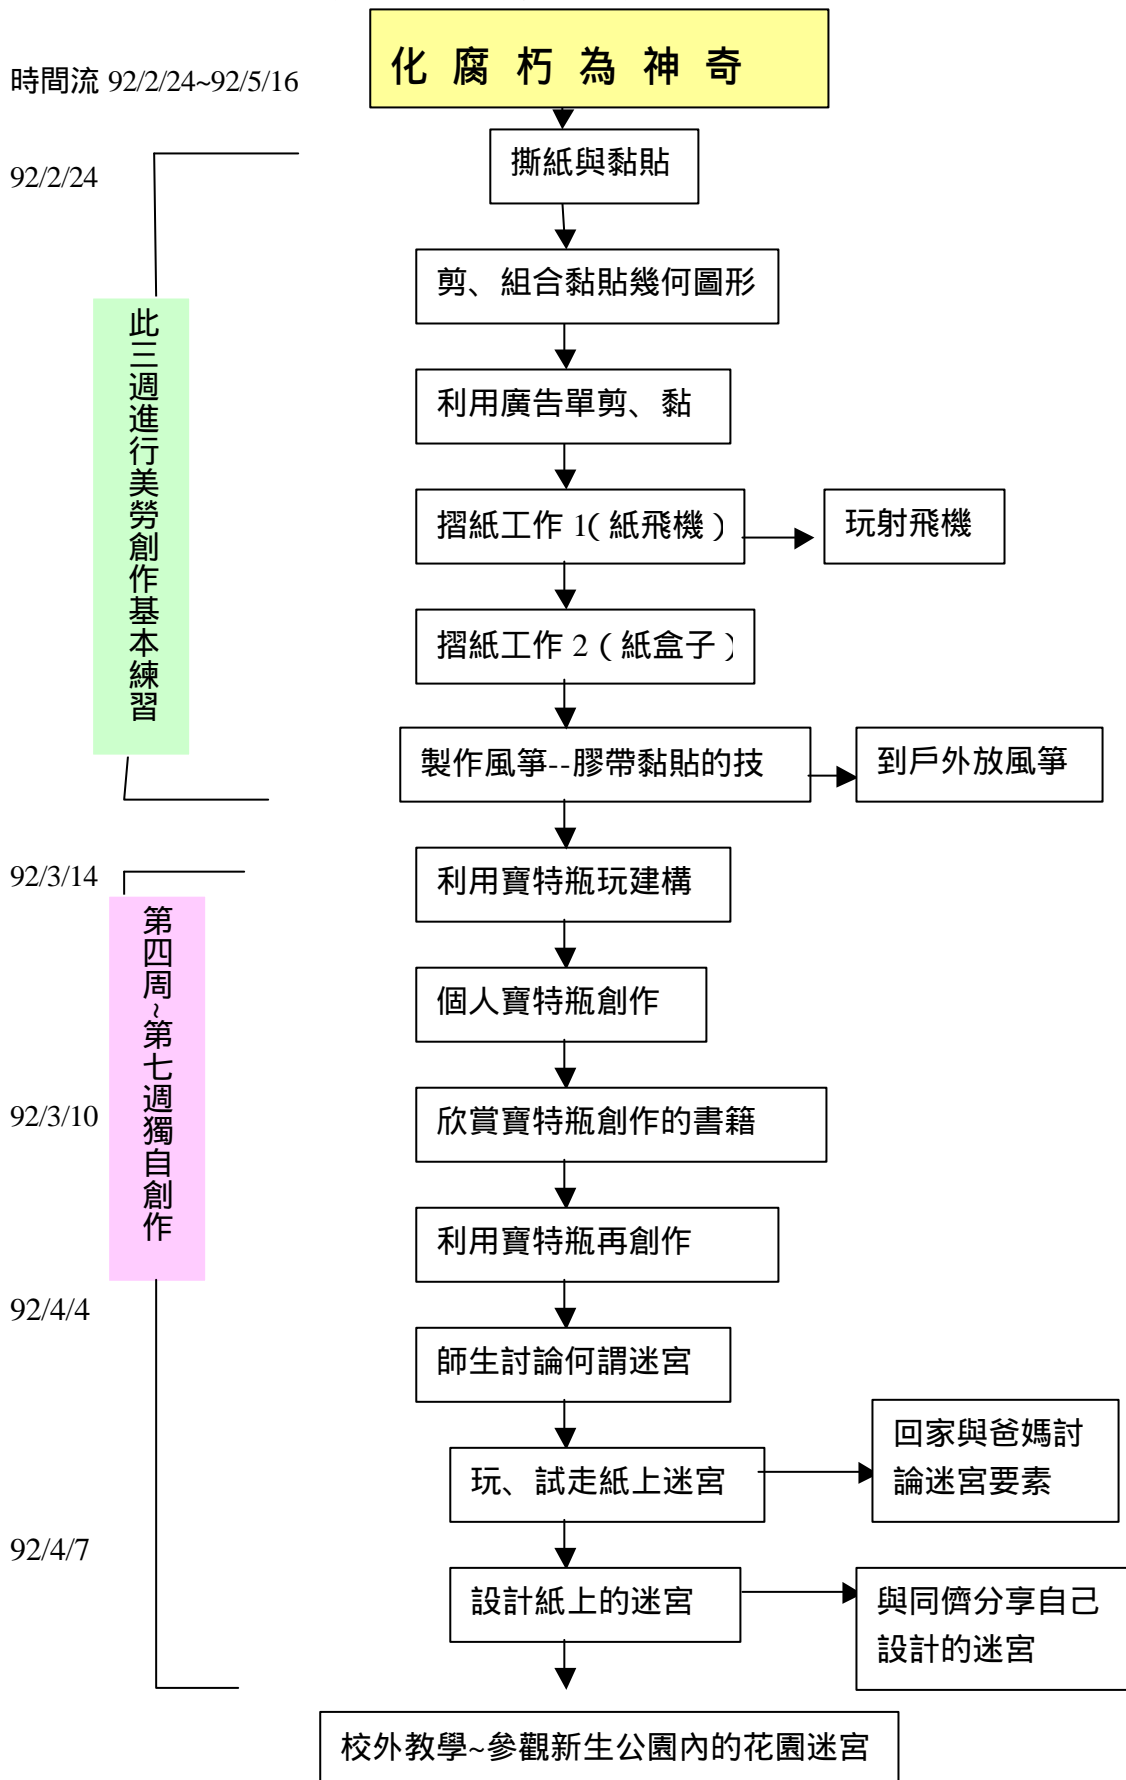 化腐朽為神奇
時間流 92/2/24~92/5/16
撕紙與黏貼
92/2/24
剪、組合黏貼幾何圖形
此三週進行美勞創作基本練習
利用廣告單剪、黏
摺紙工作 1( 紙飛機 )
玩射飛機
摺紙工作 2 ( 紙盒子 )
製作風箏--膠帶黏貼的技
到戶外放風箏
92/3/14
利用寶特瓶玩建構
第四周~第七週獨自創作
個人寶特瓶創作
92/3/10
欣賞寶特瓶創作的書籍
利用寶特瓶再創作
92/4/4
師生討論何謂迷宮
玩、試走紙上迷宮
回家與爸媽討
論迷宮要素
92/4/7
設計紙上的迷宮
與同儕分享自己
設計的迷宮
校外教學~參觀新生公園內的花園迷宮